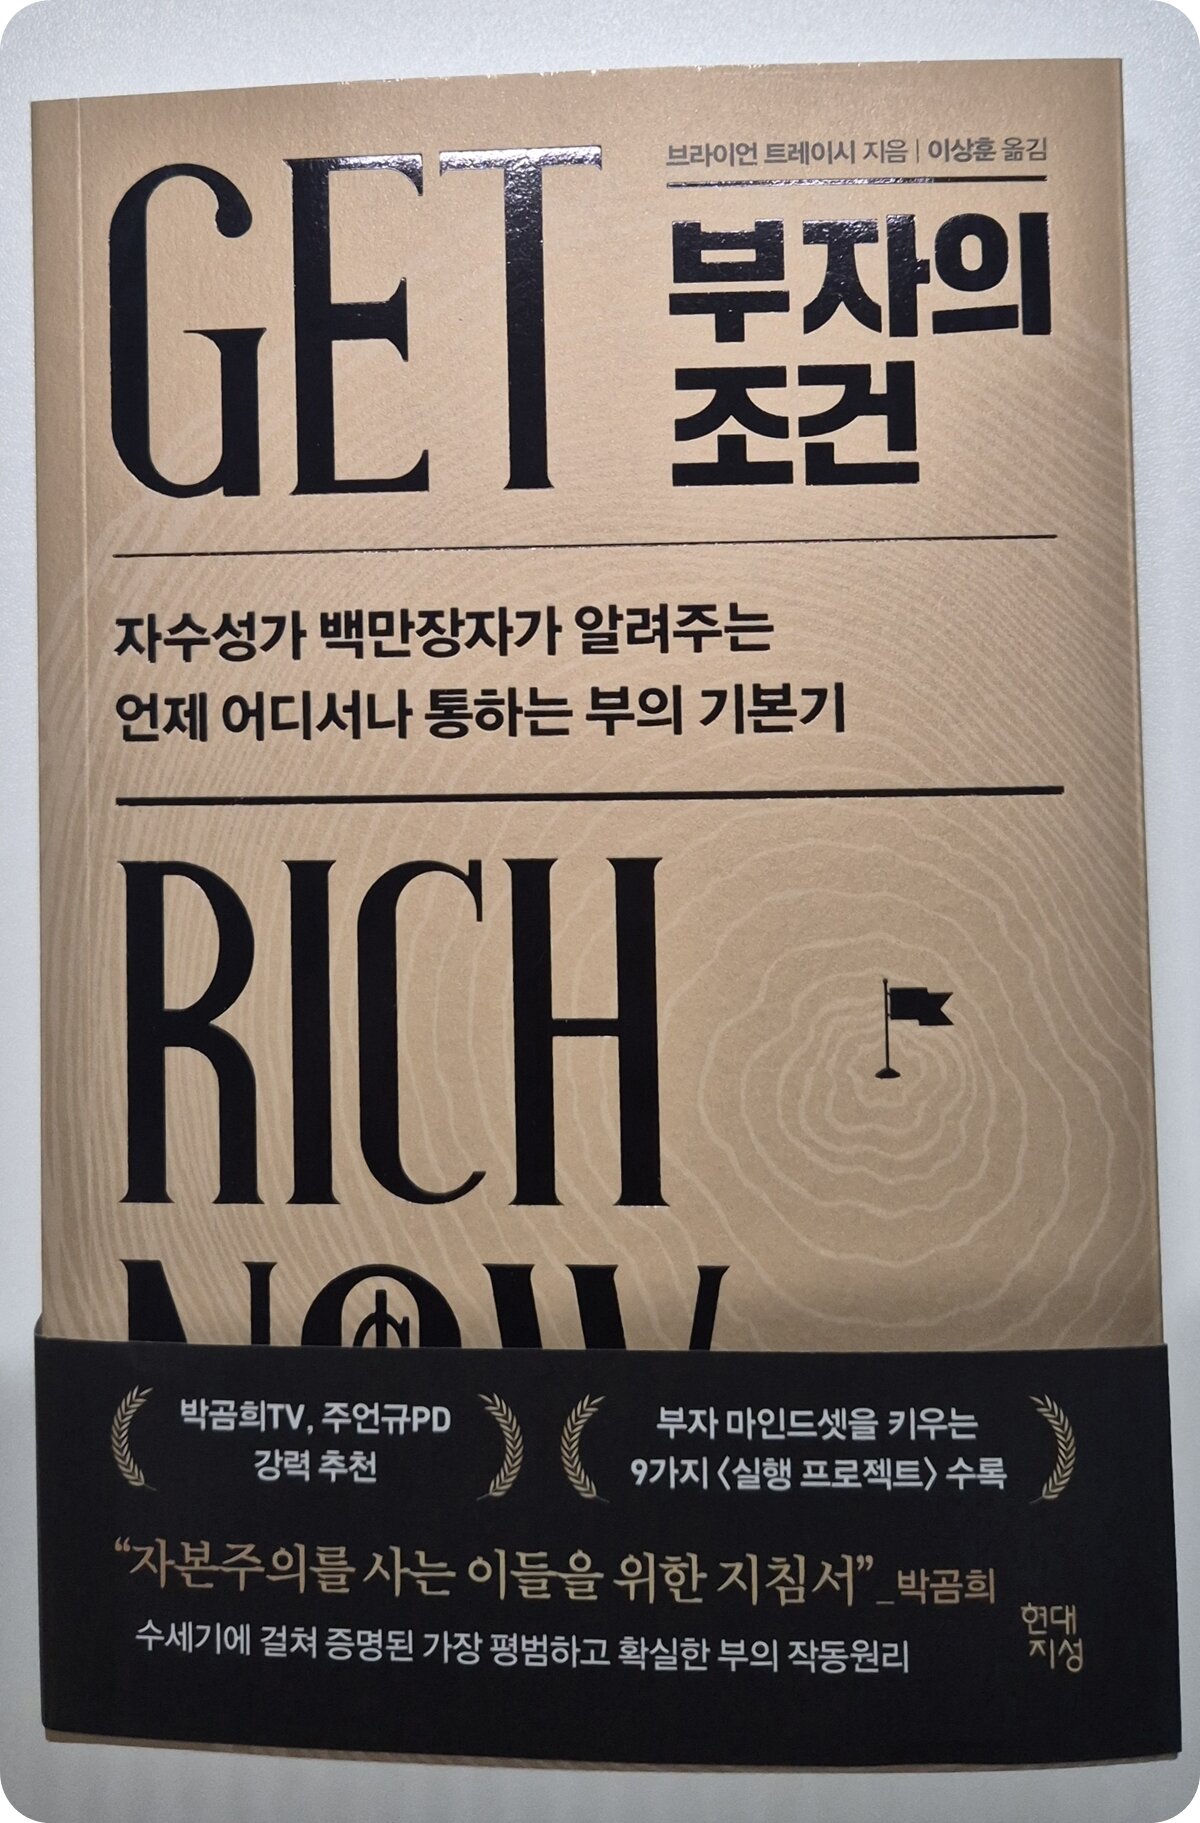 GET
브라이언 트레이시 지음 | 이상훈 옮김
부자의
조건
자수성가 백만장자가 알려주는
언제 어디서나 통하는 부의 기본기
RICH
NOW
박곰희TV, 주언규PD
강력 추천
부자 마인드셋을 키우는
9가지 <실행 프로젝트> 수록
“자본주의를 사는 이들을 위한 지침서”_박곰희
수세기에 걸쳐 증명된 가장 평범하고 확실한 부의 작동원리
현대
지성